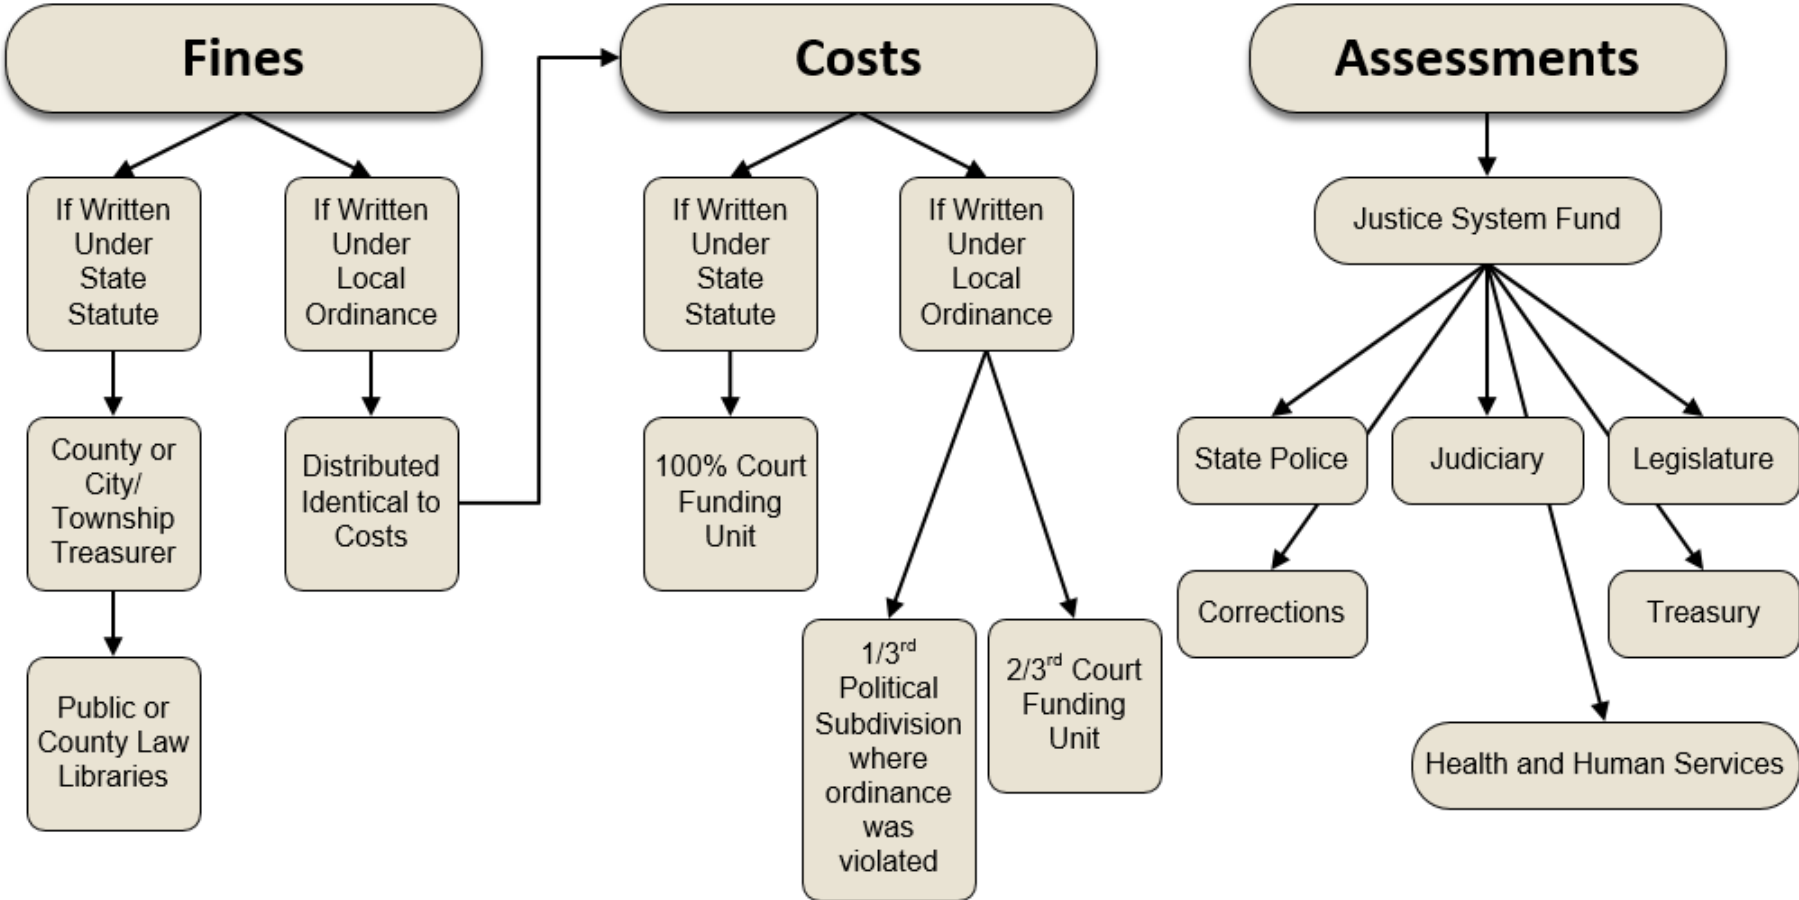 Fines
If Written
Under
State
Statute
If Written
Under
Local
Ordinance
County or
City/
Township
Treasurer
Distributed
Identical to
Costs
Public or
County Law
Libraries
Costs
If Written
Under
State
Statute
If Written
Under
Local
Ordinance
100% Court
Funding
Unit
1/3rd
Political
Subdivision
where
ordinance
was
violated
2/3rd Court
Funding
Unit
Assessments
Justice System Fund
State Police
Judiciary
Legislature
Corrections
Treasury
Health and Human Services